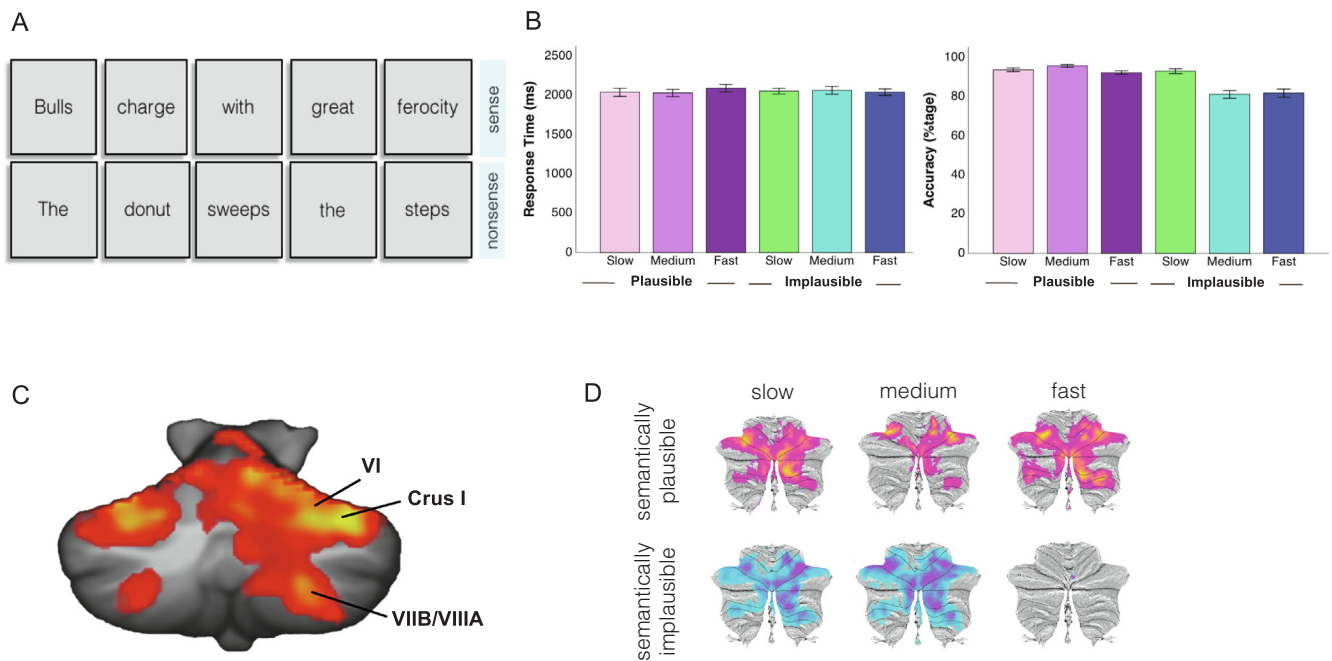 A
Bulls charge with great ferocity sense
The donut sweeps the steps nonsense
B
Response Time (ms)
2500
2000
1500
1000
500
0
Slow Medium Fast Slow Medium Fast
Plausible Implausible
Accuracy (%tage)
100
80
60
40
20
0
Slow Medium Fast Slow Medium Fast
Plausible Implausible
C
VI
Crus I
VIIB/VIIIA
D
slow medium fast
semantically
plausible
semantically
implausible